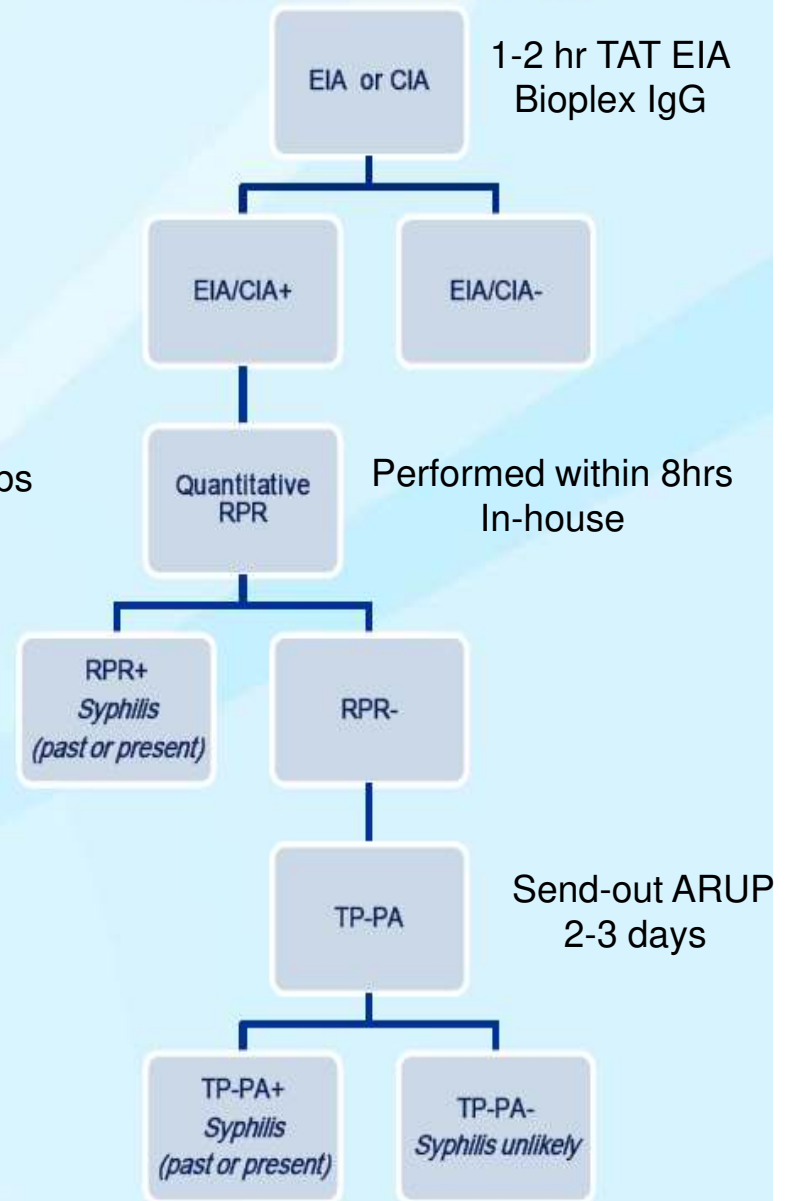 EIA or CIA
1-2 hr TAT EIA
Bioplex IgG
EIA/CIA+
EIA/CIA-
Quantitative
RPR
Performed within 8hrs
In-house
RPR+
Syphilis
(past or present)
RPR-
TP-PA
Send-out ARUP
2-3 days
TP-PA+
Syphilis
(past or present)
TP-PA-
Syphilis unlikely